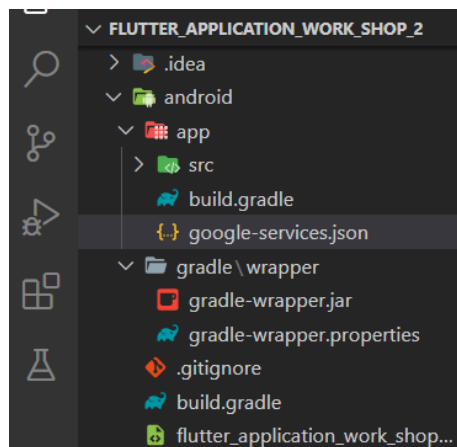 FLUTTER_APPLICATION_WORK_SHOP_2
.idea
android
app
src
build.gradle
google-services.json
gradle\wrapper
gradle-wrapper.jar
gradle-wrapper.properties
.gitignore
build.gradle
flutter_application_work_shop...